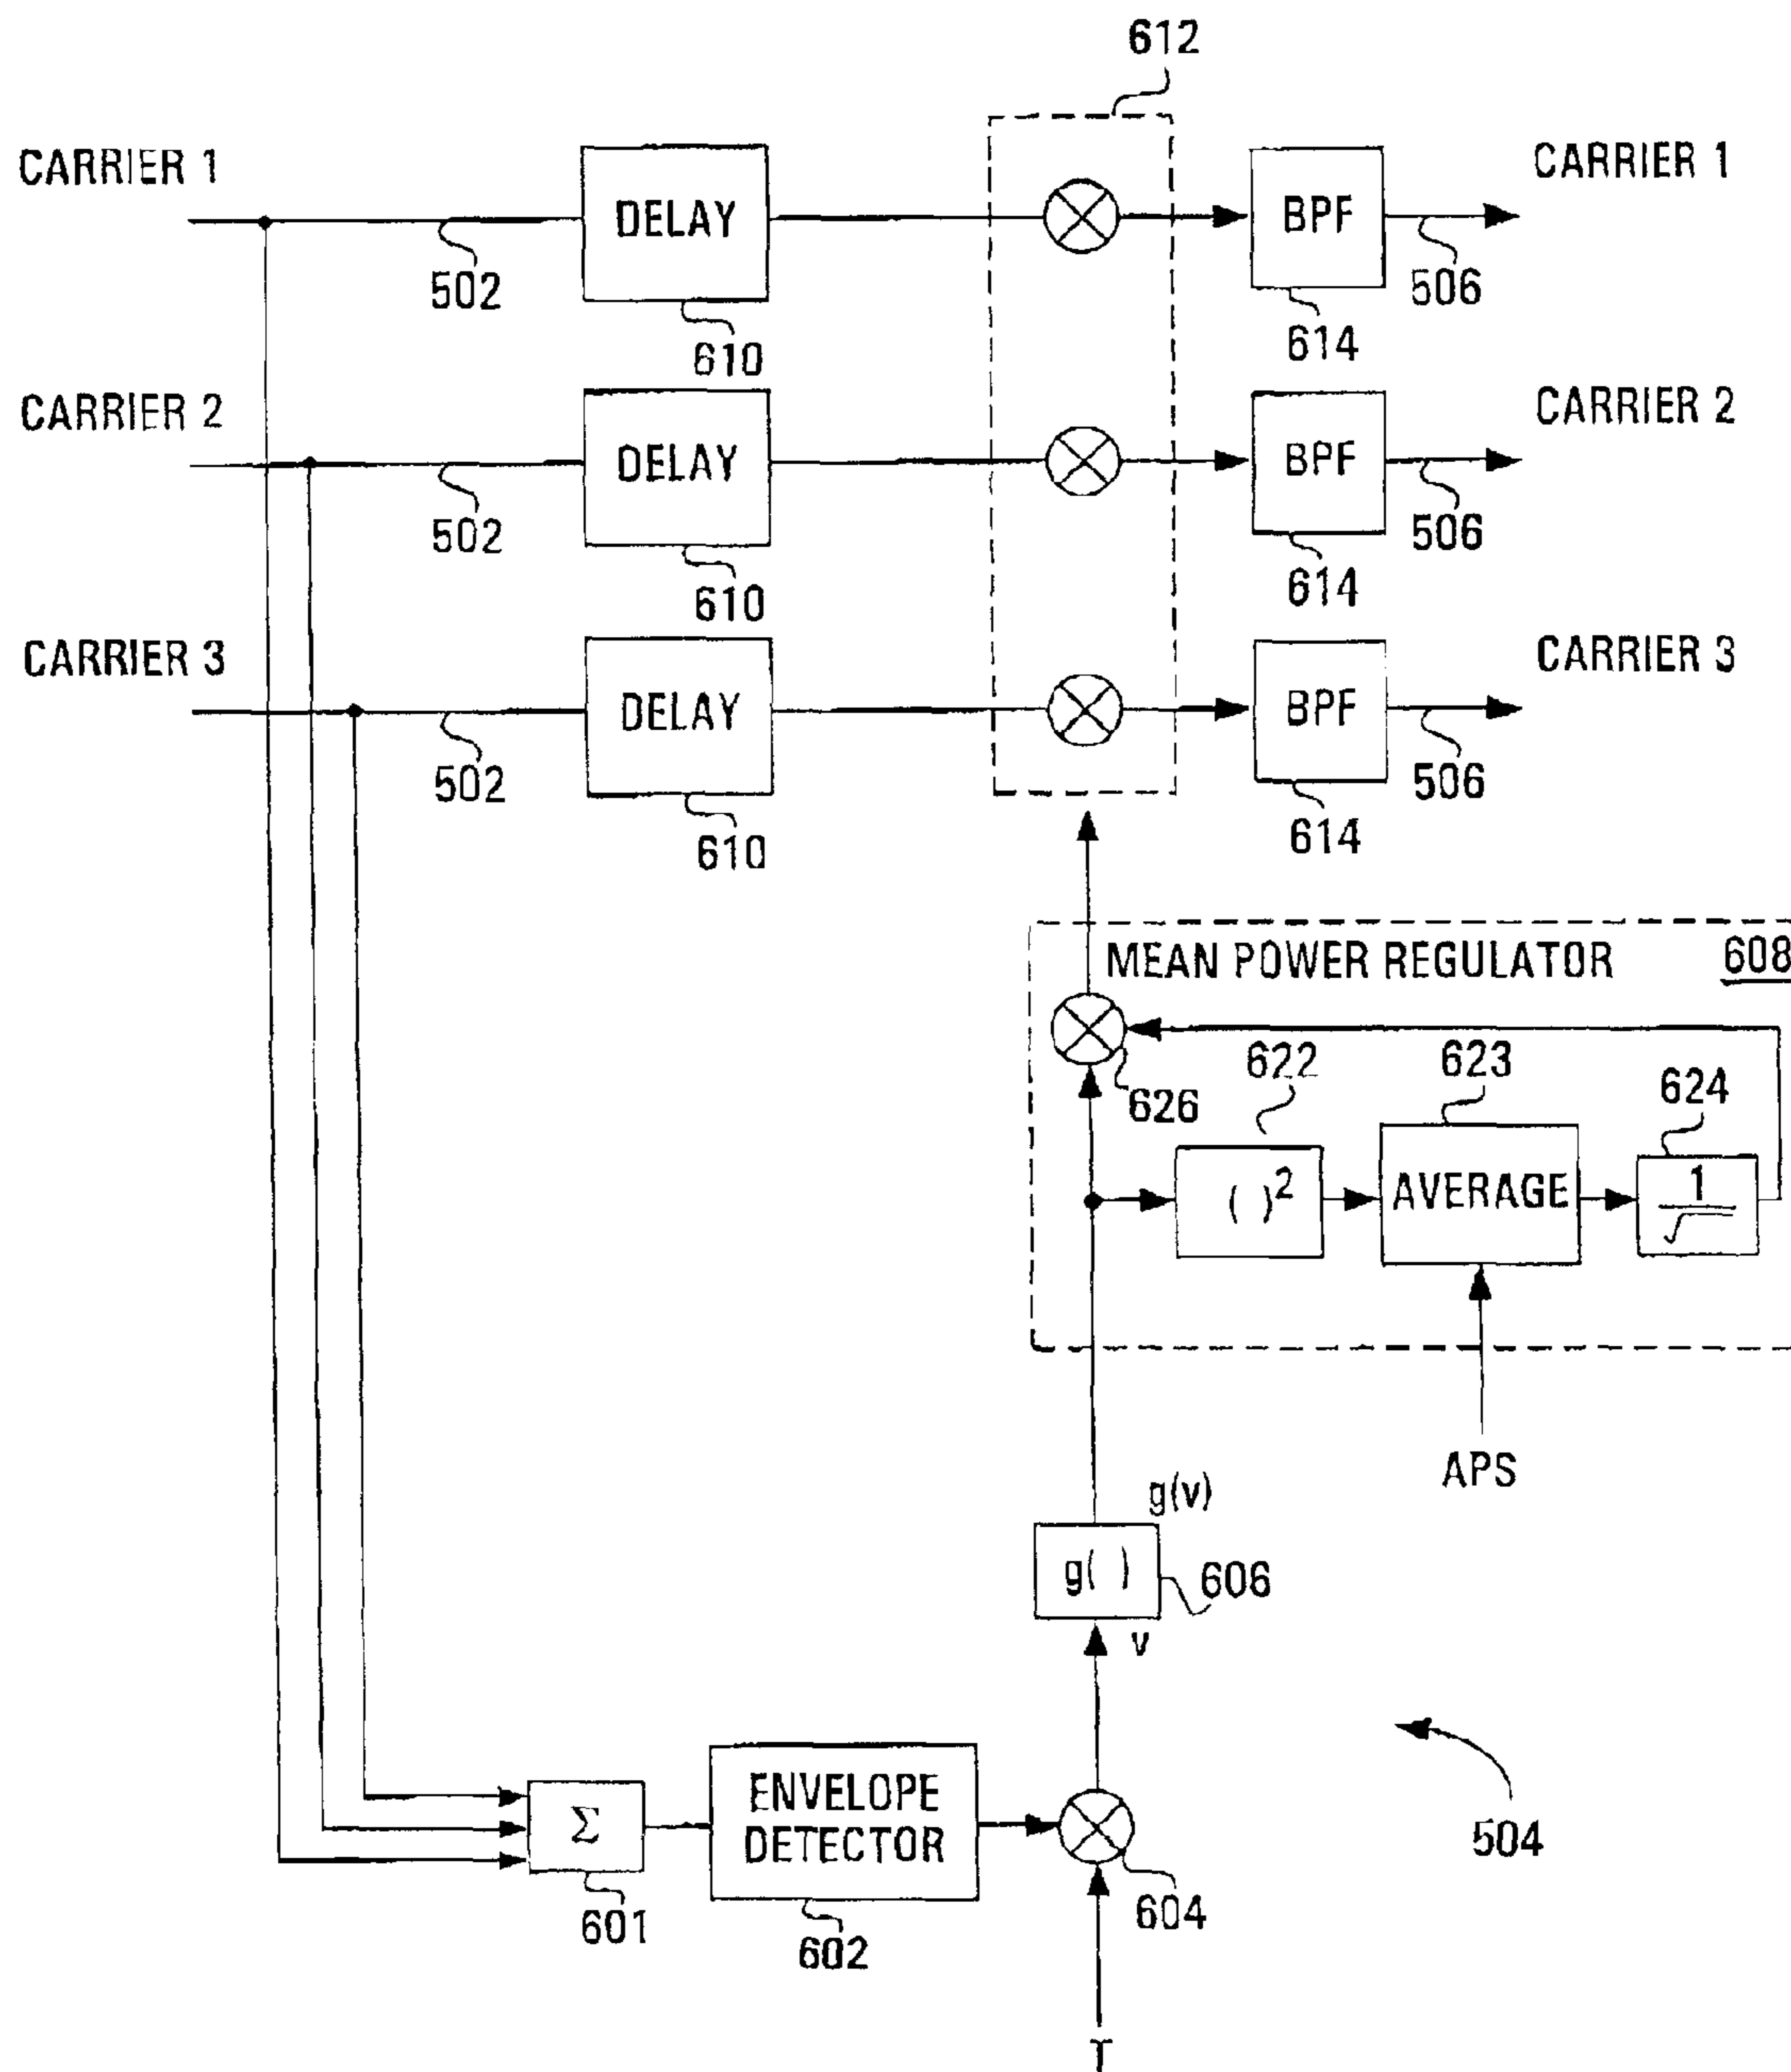 612
CARRIER 1
DELAY
BPF
CARRIER 1
502
610
614
506
CARRIER 2
DELAY
BPF
CARRIER 2
502
610
614
506
CARRIER 3
DELAY
BPF
CARRIER 3
502
610
614
506
MEAN POWER REGULATOR
608
626
622
623
624
( )2
AVERAGE
1
√
APS
g(v)
g( )
606
v
Σ
601
ENVELOPE
DETECTOR
602
604
504
T